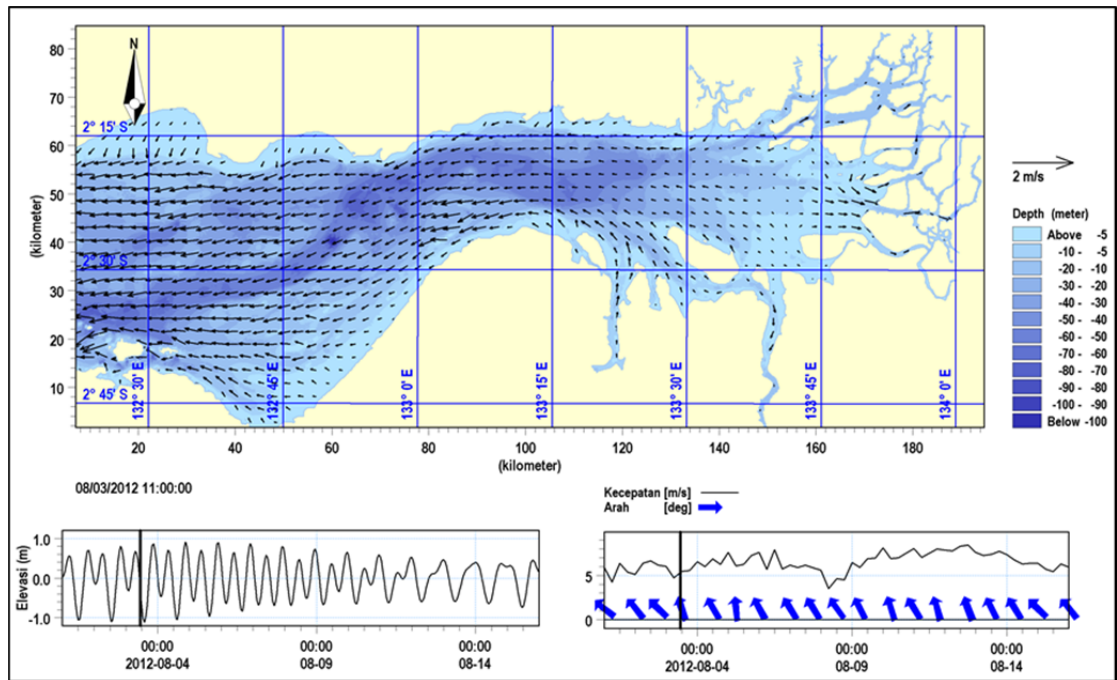 N
80
70
60
50
40
30
20
10
(kilometer)
2° 15' S
2° 30' S
2° 45' S
132° 30' E
132° 45' E
133° 0' E
133° 15' E
133° 30' E
133° 45' E
134° 0' E
20 40 60 80 100 120 140 160 180
(kilometer)
2 m/s
Depth (meter)
Above -5
-10 - -5
-20 - -10
-30 - -20
-40 - -30
-50 - -40
-60 - -50
-70 - -60
-80 - -70
-90 - -80
-100 - -90
Below -100
08/03/2012 11:00:00
Elevasi (m)
1.0
0.0
-1.0
00:00 00:00 00:00
2012-08-04 08-09 08-14
Kecepatan [m/s]
Arah [deg]
5
0
00:00 00:00 00:00
2012-08-04 08-09 08-14